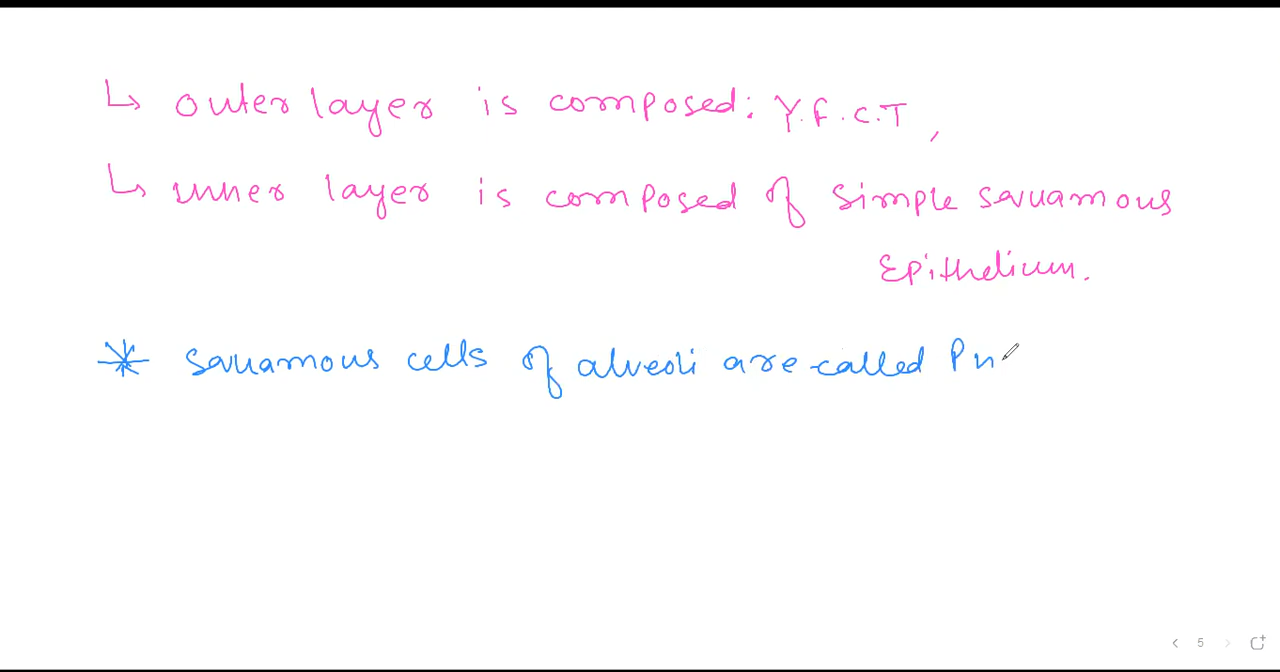 ↳ outer layer is composed: Y.F.C.T,
↳ inner layer is composed of simple squamous
Epithelium.
* squamous cells of alveoli are called Pn
5